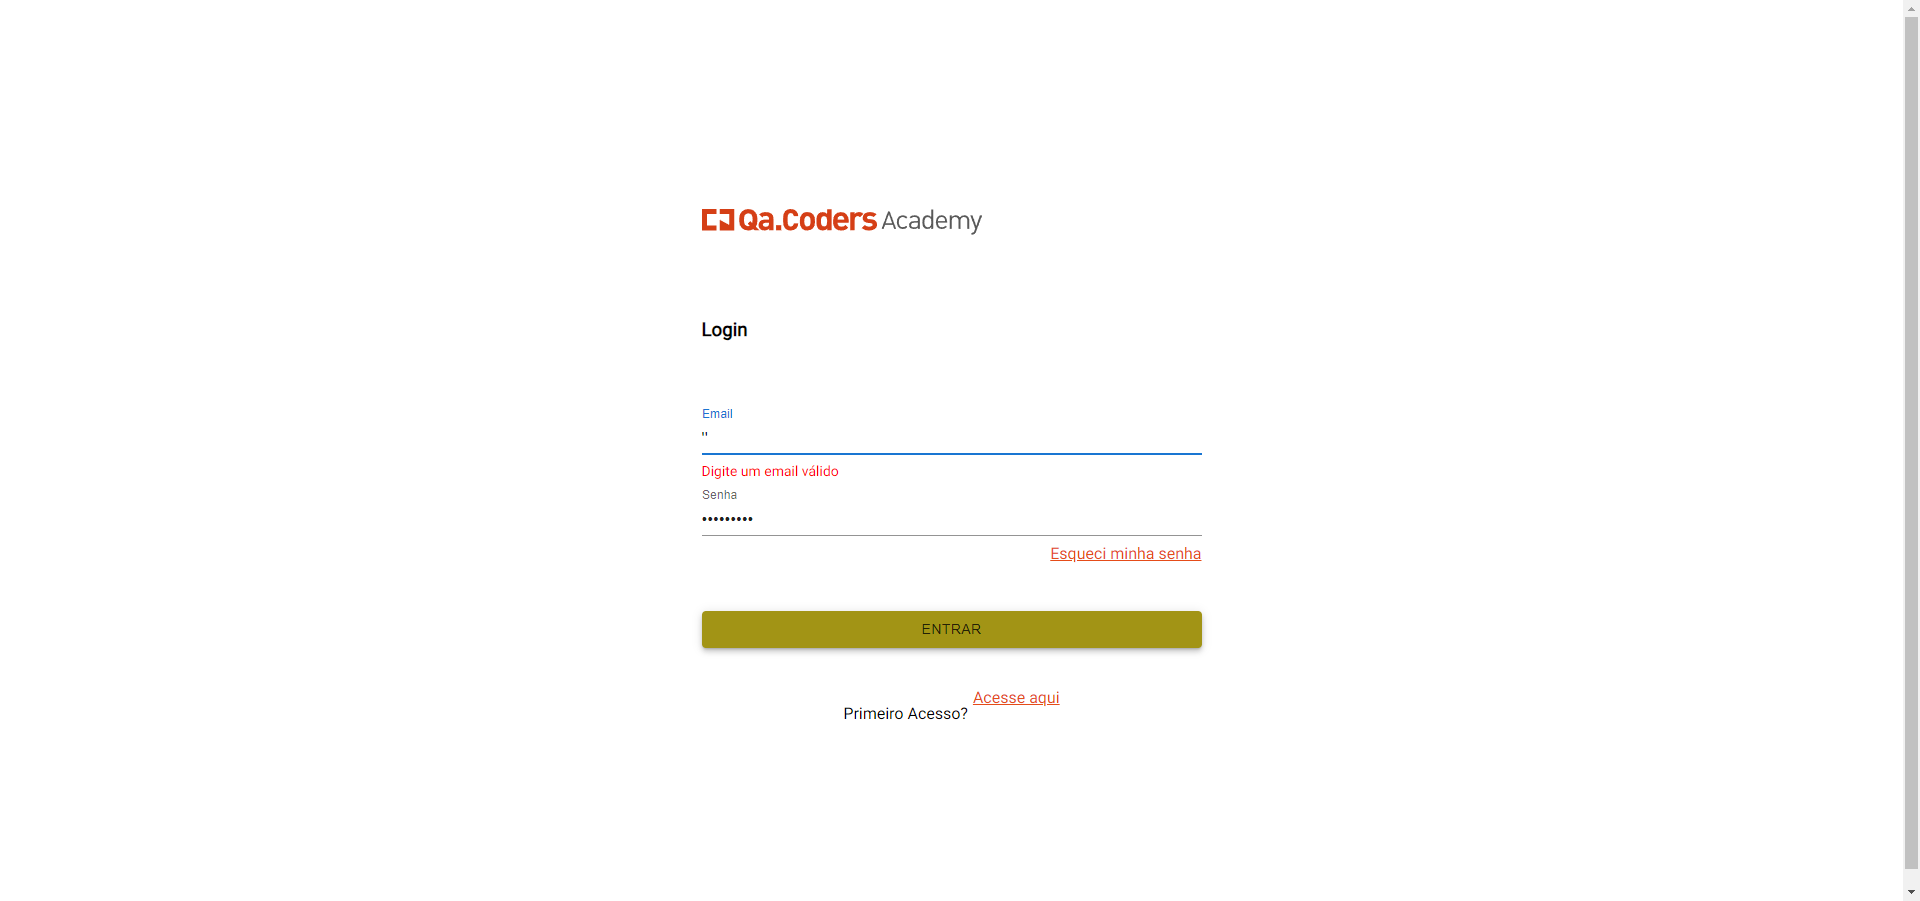 Qa.Coders Academy
Login
Email
''
Digite um email válido
Senha
•••••••••
Esqueci minha senha
ENTRAR
Acesse aqui
Primeiro Acesso?